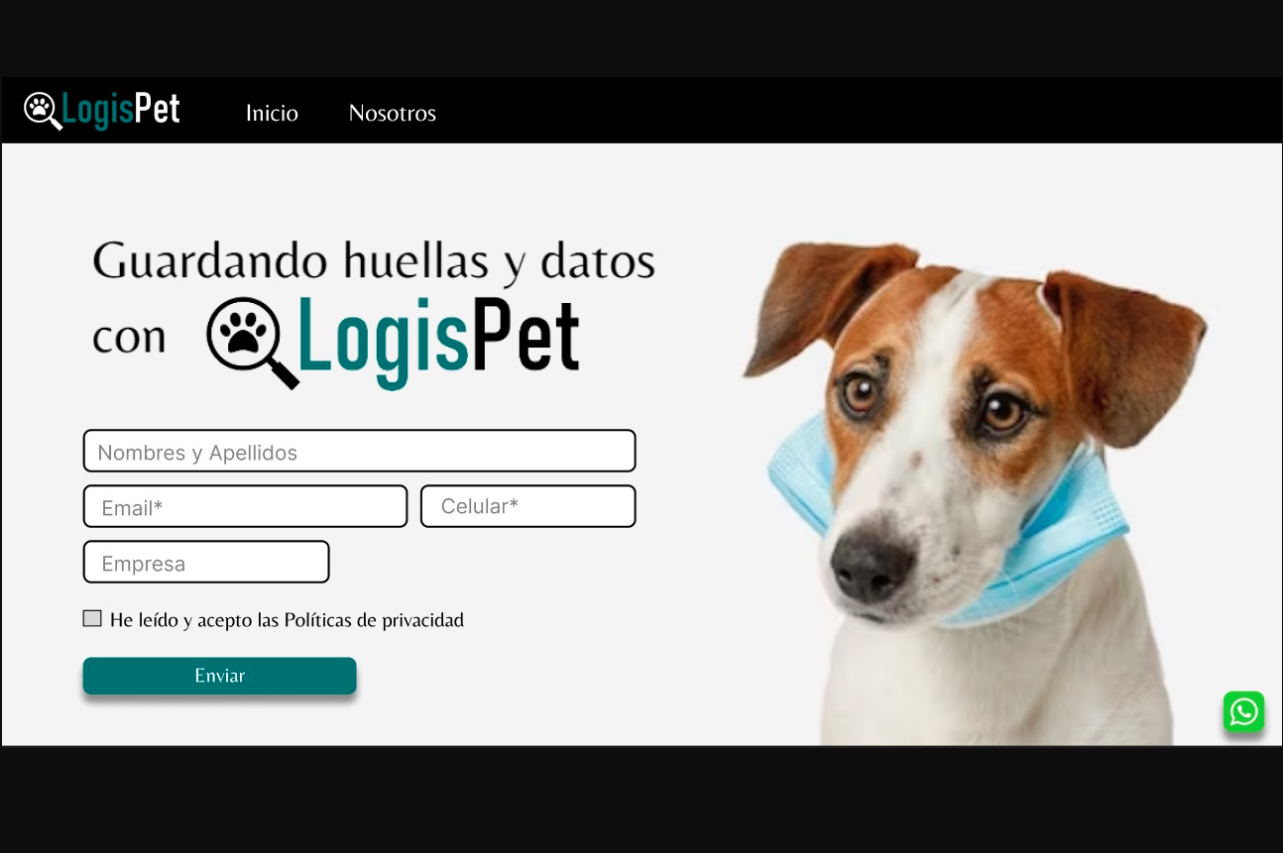 LogisPet Inicio Nosotros
Guardando huellas y datos
con LogisPet
Nombres y Apellidos
Email* Celular*
Empresa
He leído y acepto las Políticas de privacidad
Enviar